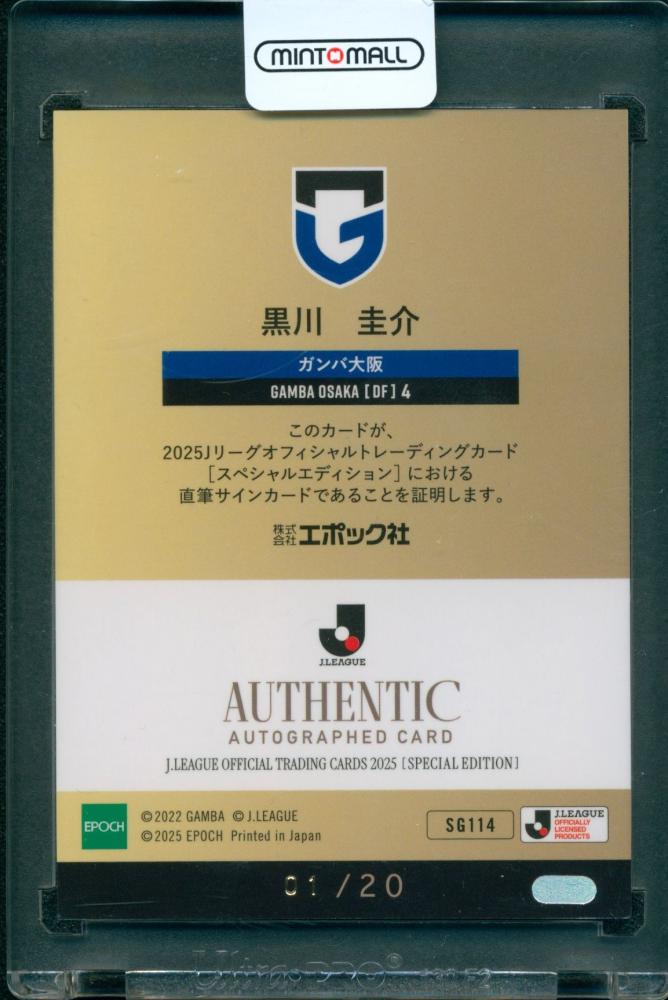 MINTMALL
黒川 圭介
ガンバ大阪
GAMBA OSAKA [DF] 4
このカードが、
2025Jリーグオフィシャルトレーディングカード
[スペシャルエディション]における
直筆サインカードであることを証明します。
株式会社エポック社
J.LEAGUE
AUTHENTIC
AUTOGRAPHED CARD
J.LEAGUE OFFICIAL TRADING CARDS 2025 [SPECIAL EDITION]
EPOCH
©2022 GAMBA ©J.LEAGUE
©2025 EPOCH Printed in Japan
SG114
J.LEAGUE
OFFICIALLY
LICENSED
PRODUCTS
01/20
Ultra PRO®